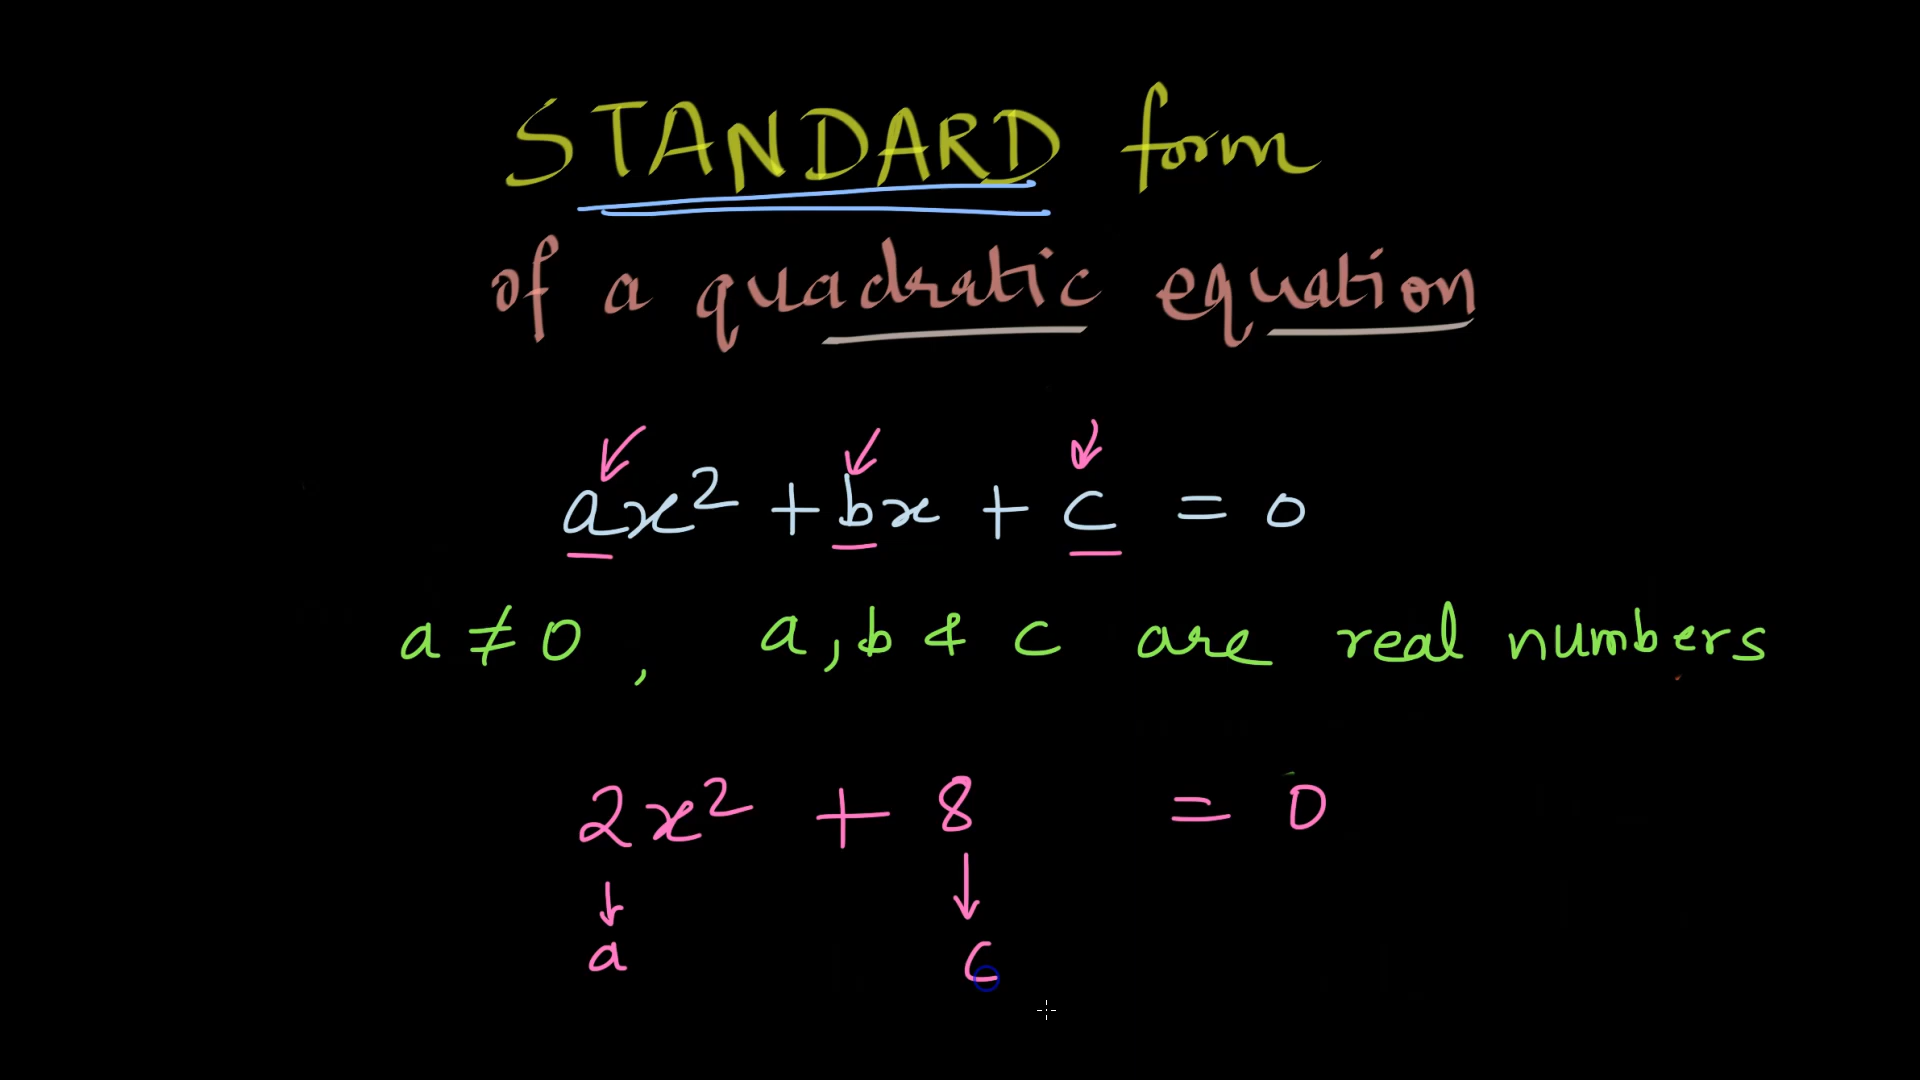 STANDARD form
of a quadratic equation
ax² + bx + c = 0
a ≠ 0, a, b & c are real numbers
2x² + 8 = 0
↓ ↓
a c